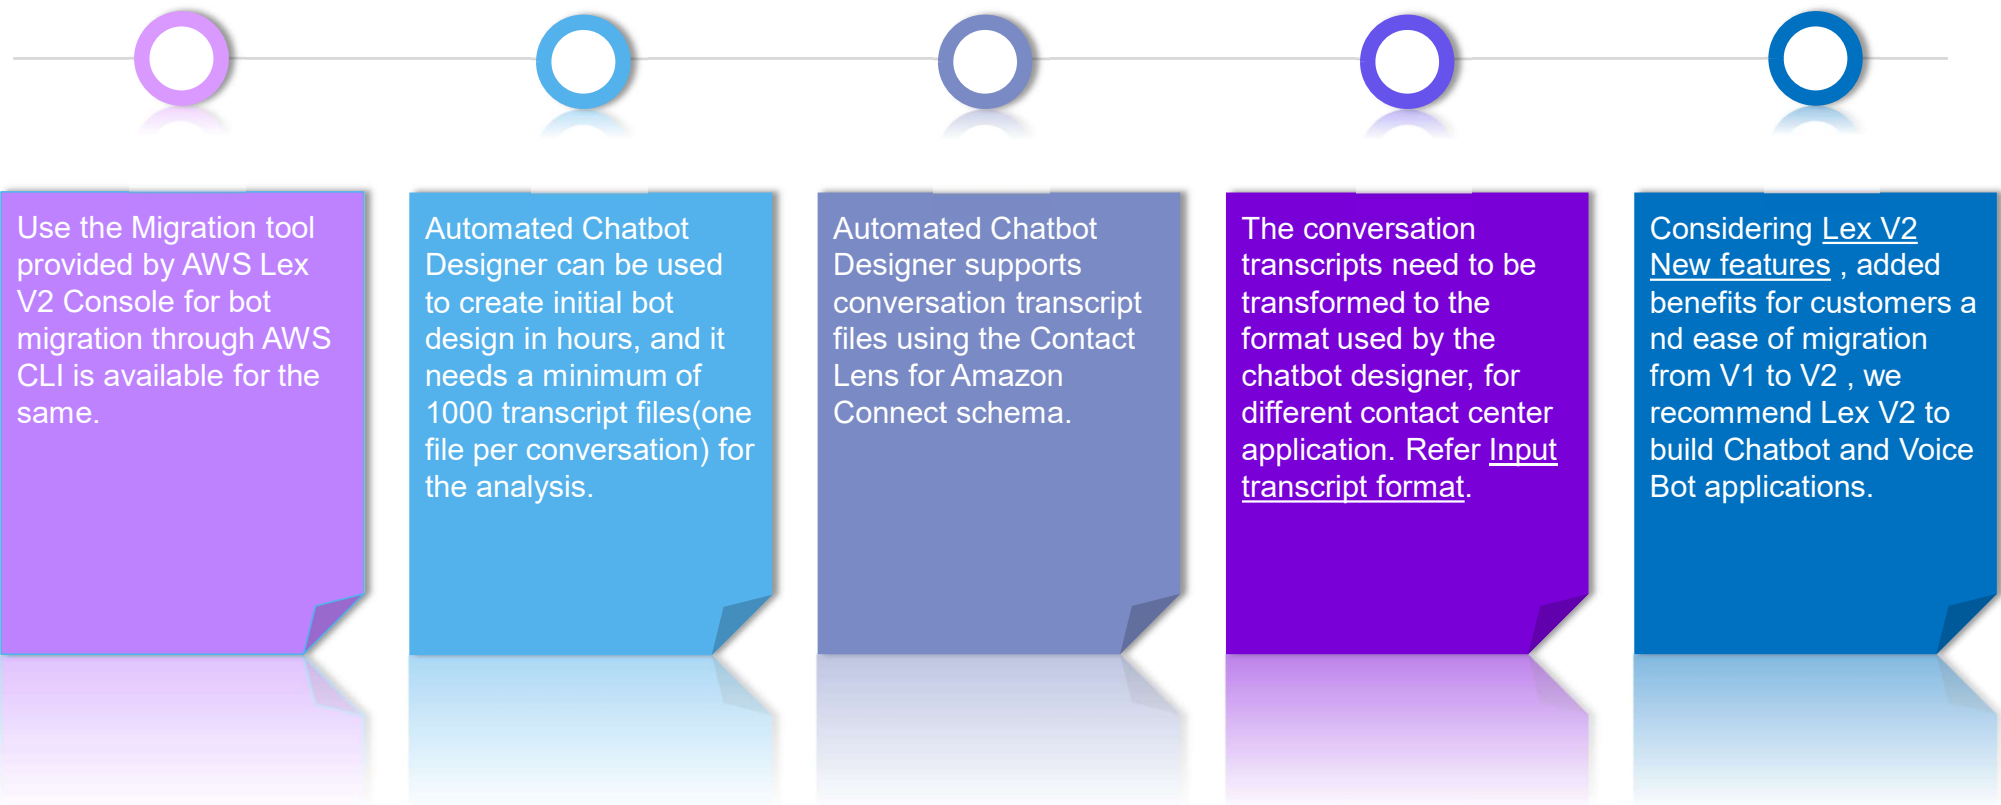 Use the Migration tool
provided by AWS Lex
V2 Console for bot
migration through AWS
CLI is available for the
same.
Automated Chatbot
Designer can be used
to create initial bot
design in hours, and it
needs a minimum of
1000 transcript files(one
file per conversation) for
the analysis.
Automated Chatbot
Designer supports
conversation transcript
files using the Contact
Lens for Amazon
Connect schema.
The conversation
transcripts need to be
transformed to the
format used by the
chatbot designer, for
different contact center
application. Refer Input
transcript format.
Considering Lex V2
New features , added
benefits for customers a
nd ease of migration
from V1 to V2 , we
recommend Lex V2 to
build Chatbot and Voice
Bot applications.